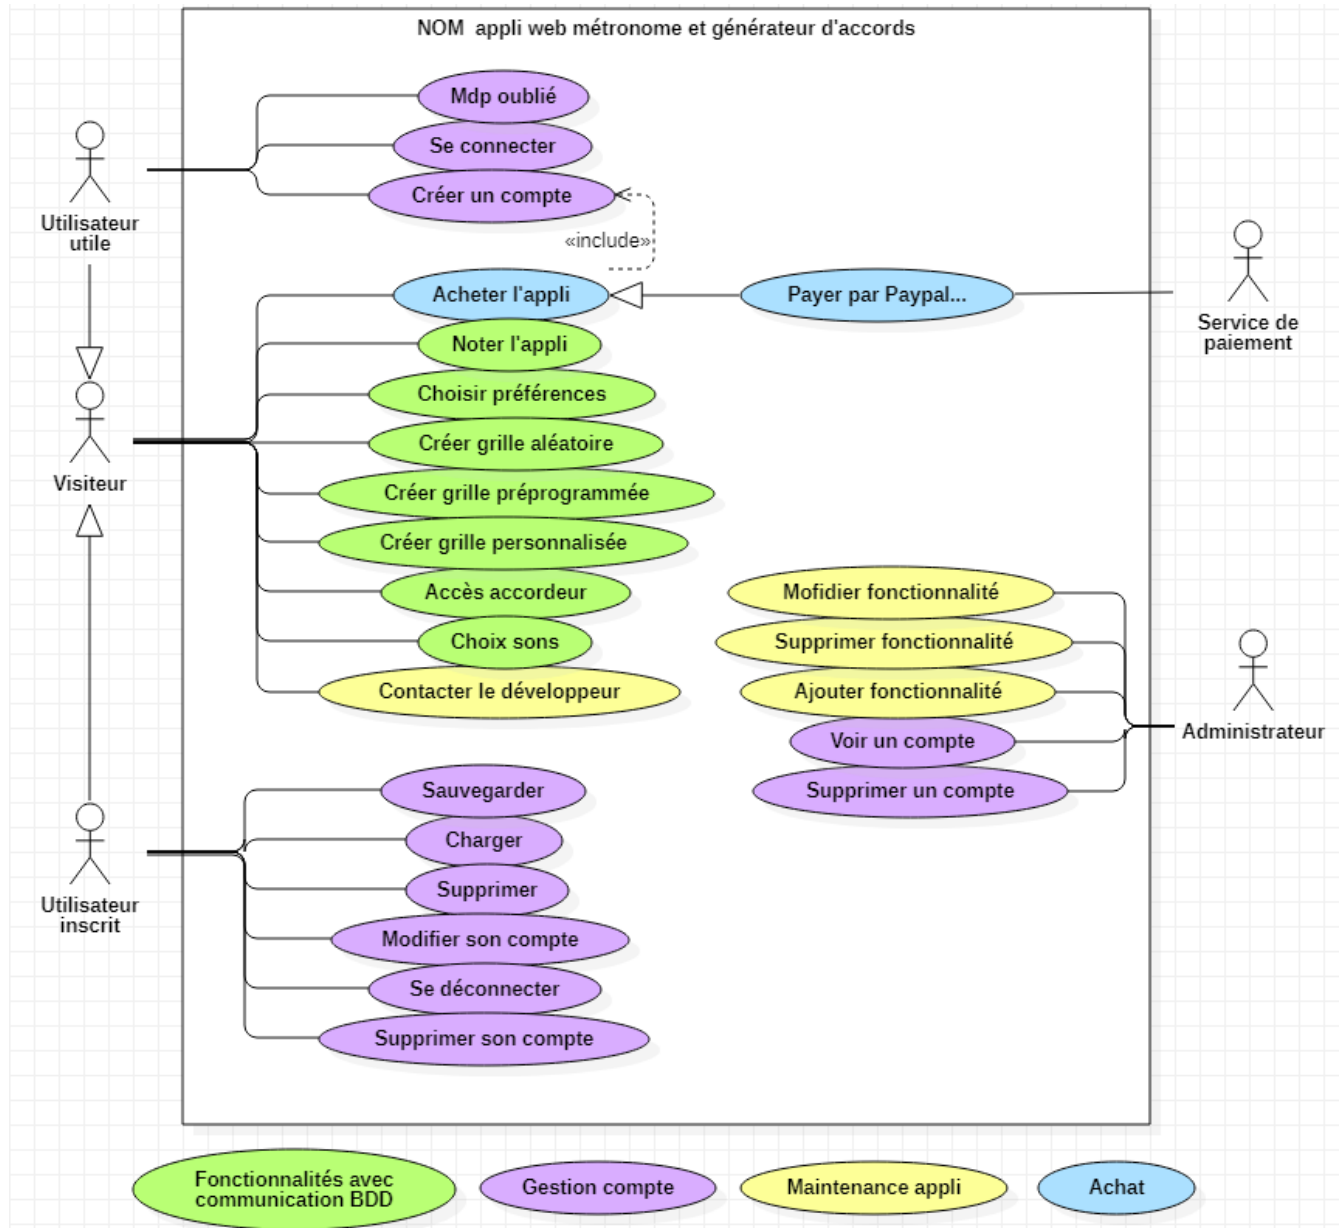 NOM  appli web métronome et générateur d'accords
Mdp oublié
Se connecter
Créer un compte
«include»
Utilisateur
utile
Acheter l'appli
Payer par Paypal...
Service de
paiement
Noter l'appli
Choisir préférences
Créer grille aléatoire
Visiteur
Créer grille préprogrammée
Créer grille personnalisée
Accès accordeur
Choix sons
Contacter le développeur
Mofidier fonctionnalité
Supprimer fonctionnalité
Ajouter fonctionnalité
Voir un compte
Supprimer un compte
Administrateur
Sauvegarder
Charger
Supprimer
Modifier son compte
Se déconnecter
Supprimer son compte
Utilisateur
inscrit
Fonctionnalités avec
communication BDD
Gestion compte
Maintenance appli
Achat